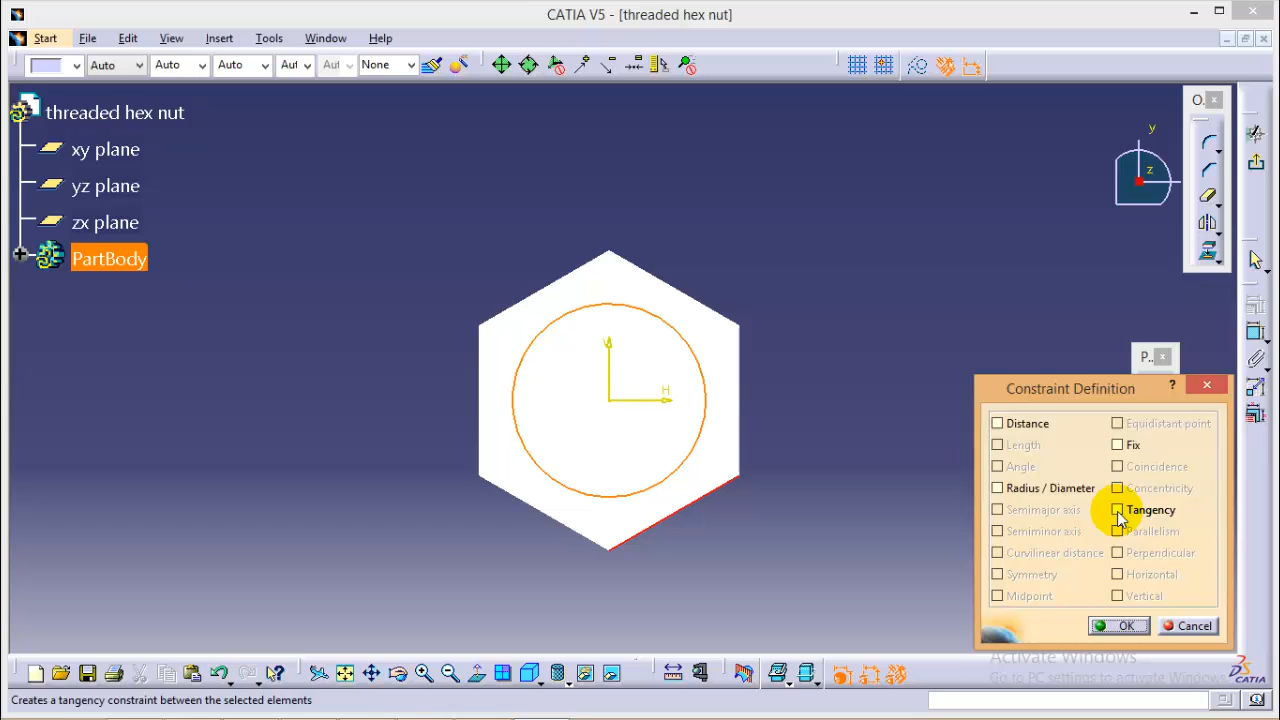 CATIA V5 - [threaded hex nut]
Start File Edit View Insert Tools Window Help
Auto Auto Auto Aut Aut None
threaded hex nut
xy plane
yz plane
zx plane
PartBody
O..
y
z
V
H
P..
Constraint Definition ?
Distance Equidistant point
Length Fix
Angle Coincidence
Radius / Diameter Concentricity
Semimajor axis Tangency
Semiminor axis Parallelism
Curvilinear distance Perpendicular
Symmetry Horizontal
Midpoint Vertical
OK Cancel
Activate Windows
Go to PC settings to activate Windows.
CATIA
Creates a tangency constraint between the selected elements